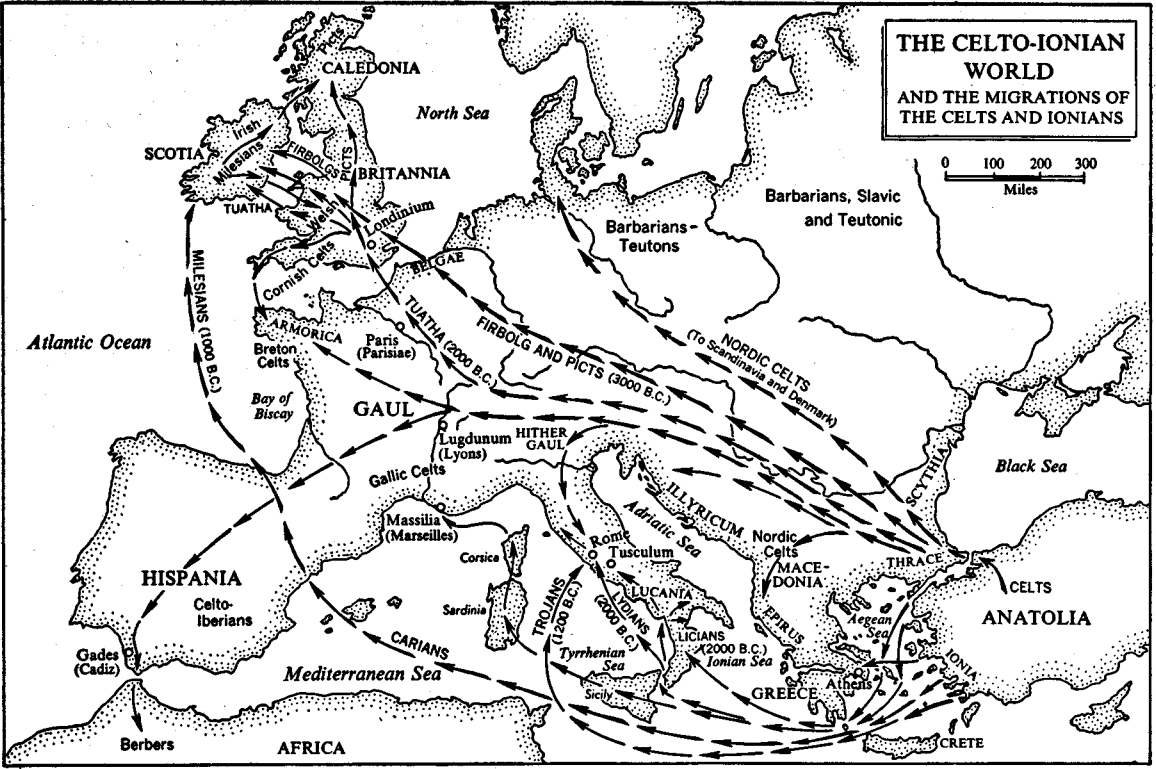 THE CELTO-IONIAN
WORLD
AND THE MIGRATIONS OF
THE CELTS AND IONIANS
0 100 200 300
Miles
Picts
CALEDONIA
North Sea
Irish
SCOTIA
Milesians
FIRBOLGS
PICTS
BRITANNIA
TUATHA
Welsh
Londinium
Cornish Celts
BELGAE
Barbarians, Slavic
and Teutonic
Barbarians-
Teutons
MILESIANS (1000 B.C.)
Atlantic Ocean
ARMORICA
Breton
Celts
Paris
(Parisiae)
TUATHA (2000 B.C.)
FIRBOLG AND PICTS (3000 B.C.)
NORDIC CELTS
(To Scandinavia and Denmark)
Bay of
Biscay
GAUL
Lugdunum
(Lyons)
HITHER
GAUL
Gallic Celts
SCYTHIA
Black Sea
ILLYRICUM
Adriatic Sea
Massilia
(Marseilles)
Corsica
Rome
Tusculum
Nordic
Celts
MACE-
DONIA
THRACE
CELTS
ANATOLIA
HISPANIA
Celto-
Iberians
Sardinia
TROJANS
(1200 B.C.)
LYDIANS
(2000 B.C.)
LUCANIA
EPIRUS
Aegean
Sea
LICIANS
(2000 B.C.)
Ionian Sea
IONIA
CARIANS
Gades
(Cadiz)
Mediterranean Sea
Tyrrhenian
Sea
Sicily
GREECE
Athens
CRETE
Berbers
AFRICA